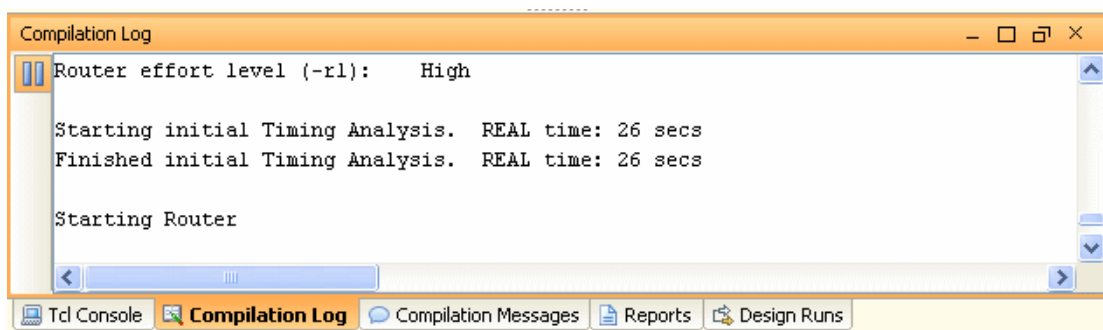 Compilation Log
Router effort level (-rl):    High
Starting initial Timing Analysis.  REAL time: 26 secs
Finished initial Timing Analysis.  REAL time: 26 secs
Starting Router
Tcl Console Compilation Log Compilation Messages Reports Design Runs